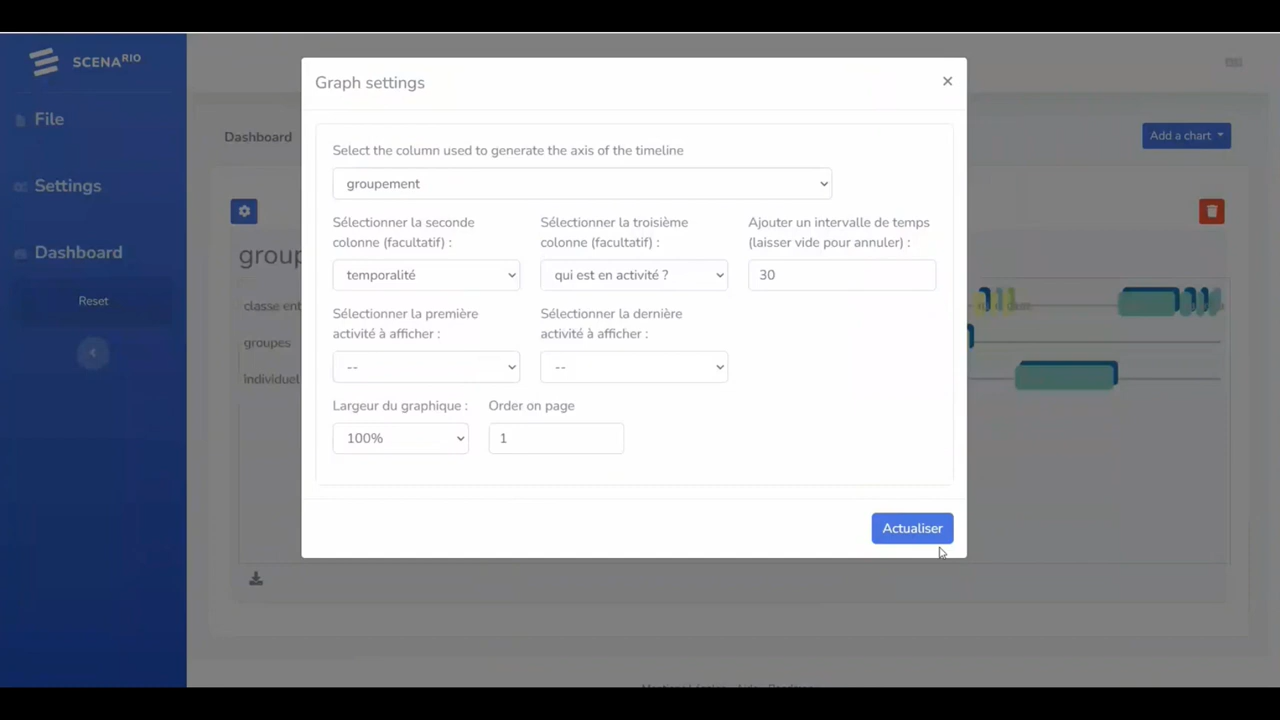 SCENARIO
File
Settings
Dashboard
Reset
Dashboard
Add a chart
group
classe ent
groupes
individuel
Graph settings
×
Select the column used to generate the axis of the timeline
groupement
Sélectionner la seconde
colonne (facultatif) :
temporalité
Sélectionner la troisième
colonne (facultatif) :
qui est en activité ?
Ajouter un intervalle de temps
(laisser vide pour annuler) :
30
Sélectionner la première
activité à afficher :
--
Sélectionner la dernière
activité à afficher :
--
Largeur du graphique :
100%
Order on page
1
Actualiser